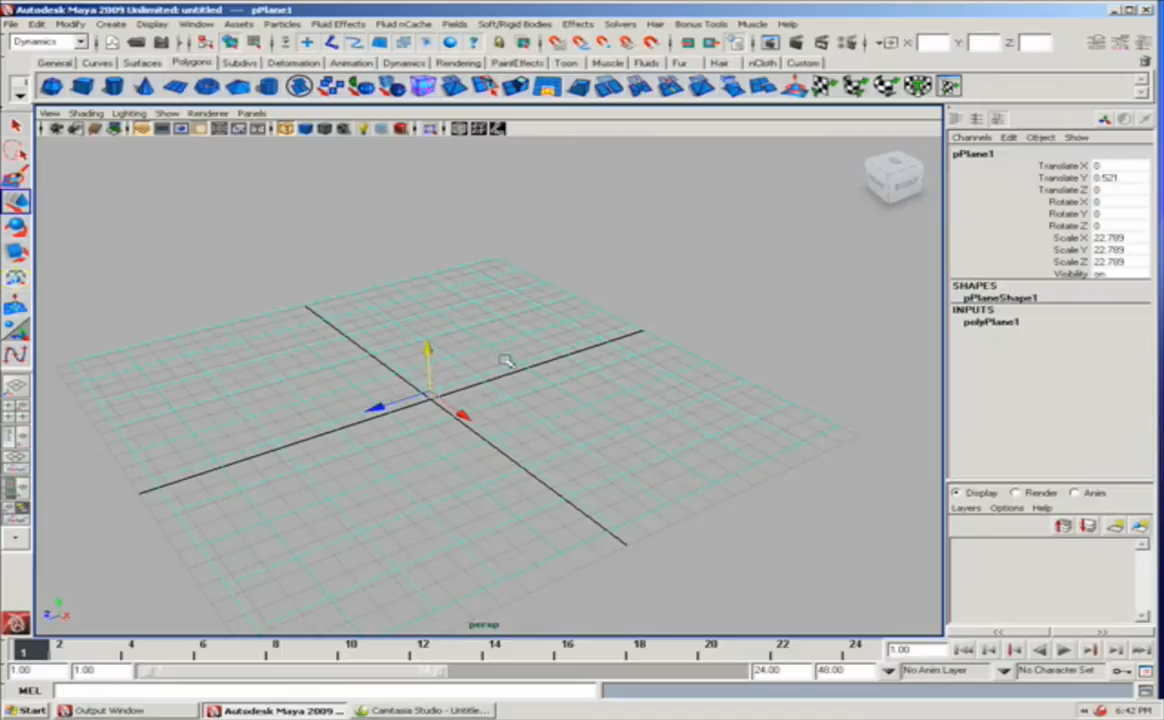 Autodesk Maya 2009 Unlimited: untitled --- pPlane1
File Edit Modify Create Display Window Assets Particles Fluid Effects Fluid nCache Fields Soft/Rigid Bodies Effects Solvers Hair Bonus Tools Muscle Help
Dynamics X: Y: Z:
General Curves Surfaces Polygons Subdivs Deformation Animation Dynamics Rendering PaintEffects Toon Muscle Fluids Fur Hair nCloth Custom
View Shading Lighting Show Renderer Panels
Channels Edit Object Show
pPlane1
Translate X 0
Translate Y 0.521
Translate Z 0
Rotate X 0
Rotate Y 0
Rotate Z 0
Scale X 22.789
Scale Y 22.789
Scale Z 22.789
Visibility on
SHAPES
pPlaneShape1
INPUTS
polyPlane1
Display Render Anim
Layers Options Help
persp
1 2 4 6 8 10 12 14 16 18 20 22 24 1.00
1.00 1.00 24.00 48.00 No Anim Layer No Character Set
MEL
Start Output Window Autodesk Maya 2009 ... Camtasia Studio - Untitle... 6:42 PM